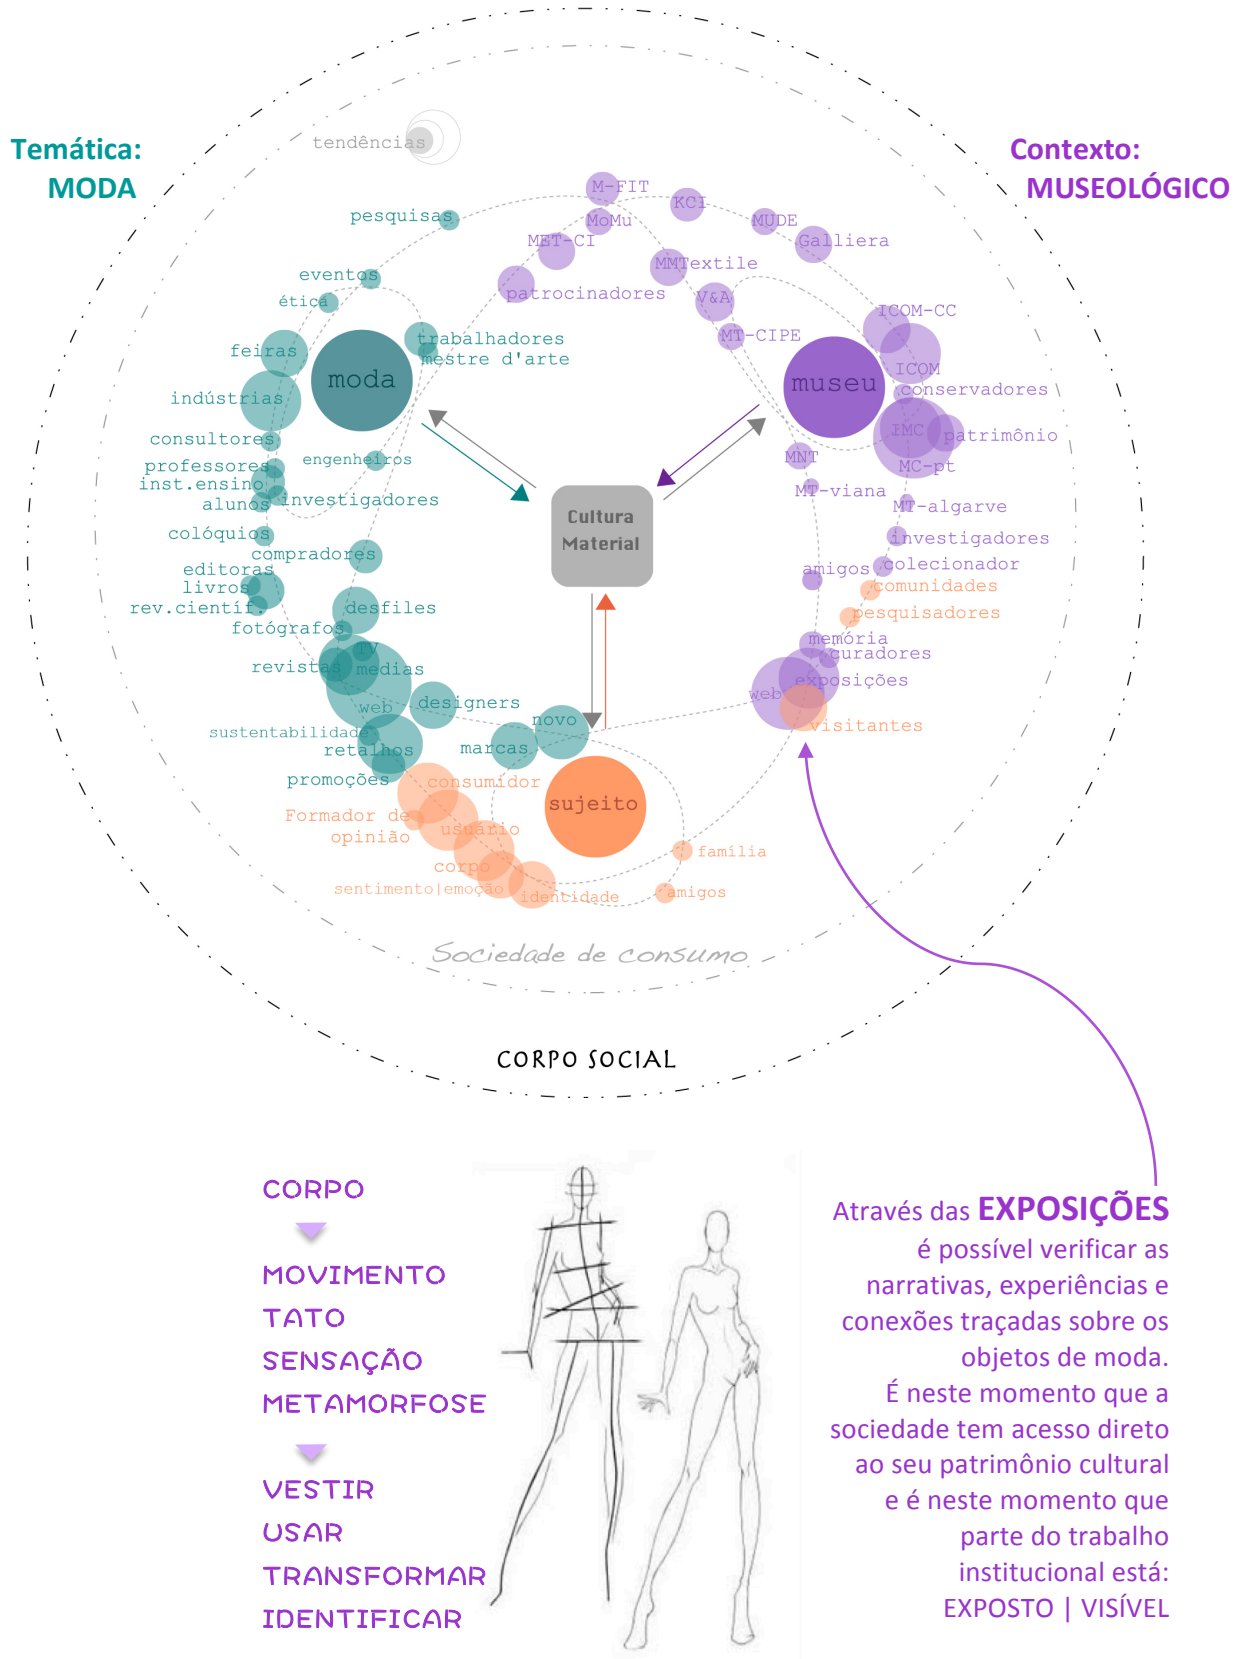 Temática:
MODA
Contexto:
MUSEOLÓGICO
tendências
pesquisas
eventos
ética
feiras
trabalhadores
mestre d'arte
moda
indústrias
consultores
engenheiros
professores
inst.ensino
alunos
investigadores
colóquios
compradores
editoras
livros
rev.científ.
desfiles
fotógrafos
TV
revistas
medias
web
designers
sustentabilidade
retalhos
promoções
marcas
novo
M-FIT
MoMu
KCI
MUDE
Galliera
MET-CI
MMTextile
patrocinadores
V&A
MT-CIPE
ICOM-CC
ICOM
museu
conservadores
IMC
patrimônio
MNT
MC-pt
MT-viana
MT-algarve
investigadores
amigos
colecionador
comunidades
pesquisadores
memória
curadores
exposições
web
visitantes
Cultura
Material
consumidor
sujeito
Formador de
opinião
usuário
corpo
sentimento|emoção
identidade
família
amigos
Sociedade de consumo
CORPO SOCIAL
CORPO
MOVIMENTO
TATO
SENSAÇÃO
METAMORFOSE
VESTIR
USAR
TRANSFORMAR
IDENTIFICAR
Através das EXPOSIÇÕES
é possível verificar as
narrativas, experiências e
conexões traçadas sobre os
objetos de moda.
É neste momento que a
sociedade tem acesso direto
ao seu patrimônio cultural
e é neste momento que
parte do trabalho
institucional está:
EXPOSTO | VISÍVEL